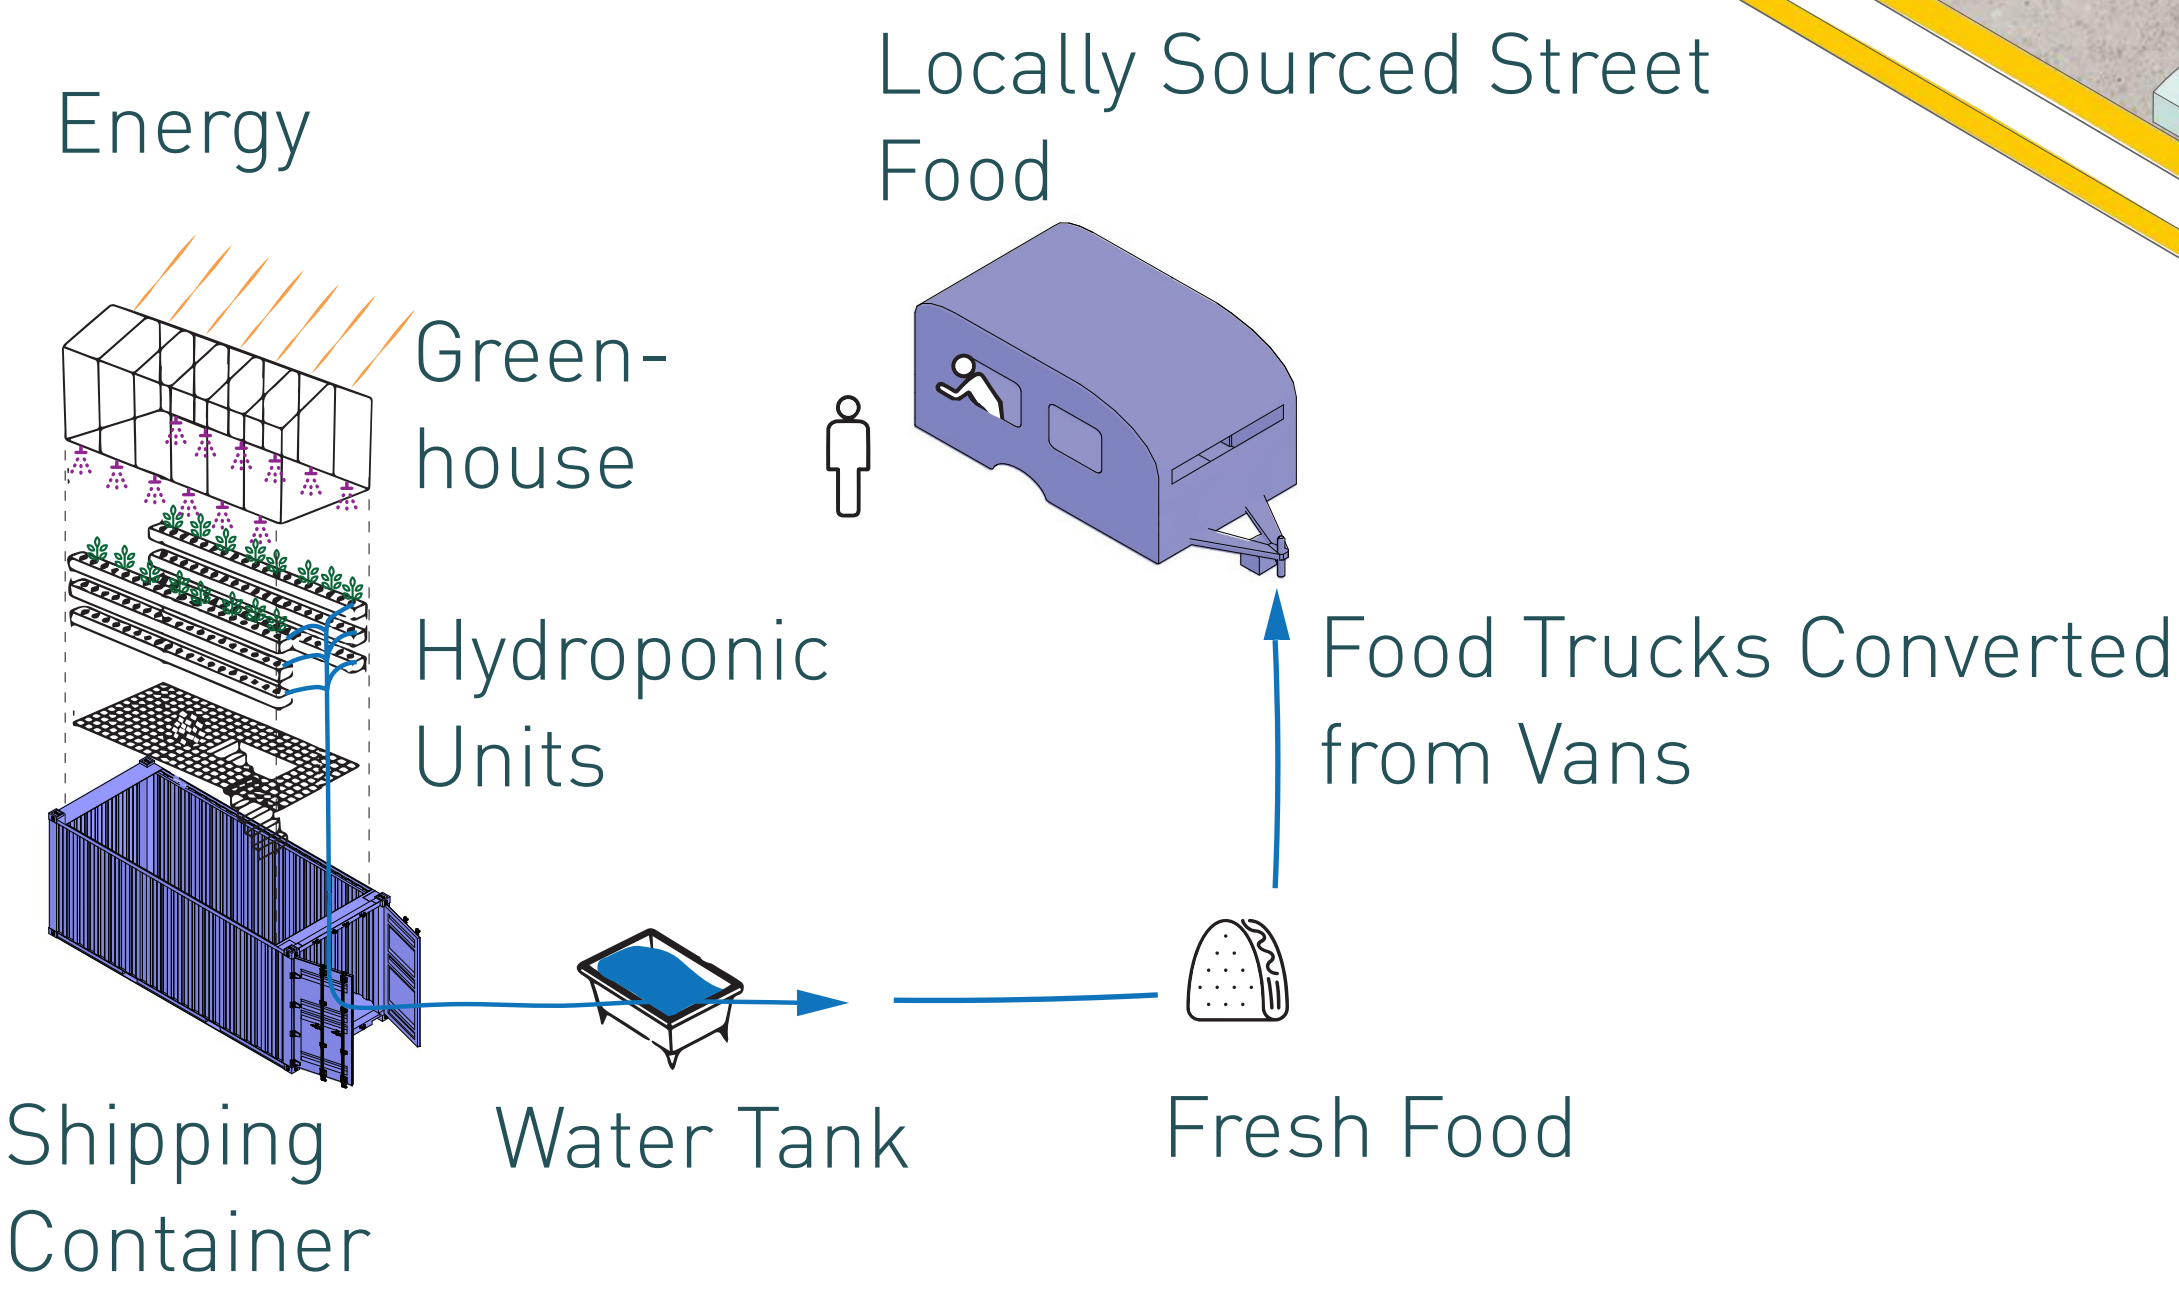 Energy
Locally Sourced Street
Food
Green-
house
Hydroponic
Units
Food Trucks Converted
from Vans
Shipping
Container
Water Tank
Fresh Food